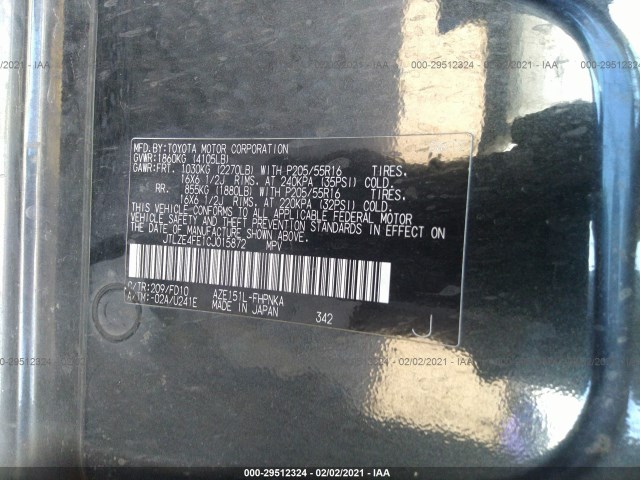 000-29512324 | 02/02/2021 - IAA
MFD.BY:TOYOTA MOTOR CORPORATION
GVWR:1860KG (4105LB)
GAWR:FRT. 1030KG (2270LB) WITH P205/55R16 TIRES.
16X6 1/2J RIMS. AT 240KPA (35PSI) COLD.
RR. 855KG (1880LB) WITH P205/55R16 TIRES.
16X6 1/2J RIMS. AT 220KPA (32PSI) COLD.
THIS VEHICLE CONFORMS TO ALL APPLICABLE FEDERAL MOTOR
VEHICLE SAFETY AND BUMPER STANDARDS IN EFFECT ON
THE DATE OF MANUFACTURE SHOWN ABOVE.
JTLZE4FE1CJ015872 MPV
C/TR:209/FD10 AZE151L-FHPNKA
A/TM:-02A/U241E MADE IN JAPAN 342
J
000-29512324 | 02/02/2021 - IAA